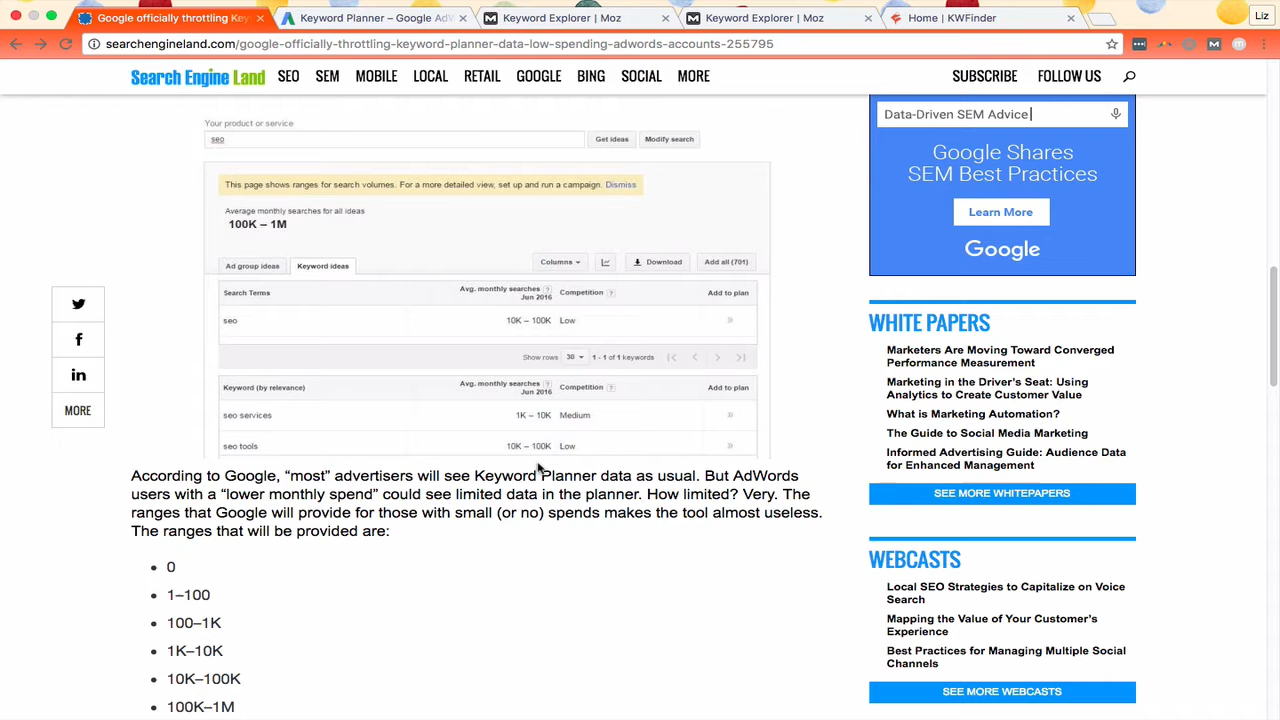 Google officially throttling Key
Keyword Planner – Google AdW
Keyword Explorer | Moz
Keyword Explorer | Moz
Home | KWFinder
Liz
searchengineland.com/google-officially-throttling-keyword-planner-data-low-spending-adwords-accounts-255795
Search Engine Land
SEO
SEM
MOBILE
LOCAL
RETAIL
GOOGLE
BING
SOCIAL
MORE
SUBSCRIBE
FOLLOW US
Your product or service
seo
Get ideas
Modify search
This page shows ranges for search volumes. For a more detailed view, set up and run a campaign. Dismiss
Average monthly searches for all ideas
100K – 1M
Ad group ideas
Keyword ideas
Columns
Download
Add all (701)
Search Terms
Avg. monthly searches ?
Jun 2016
Competition ?
Add to plan
seo
10K – 100K
Low
Show rows 30
1 - 1 of 1 keywords
Keyword (by relevance)
Avg. monthly searches ?
Jun 2016
Competition ?
Add to plan
seo services
1K – 10K
Medium
seo tools
10K – 100K
Low
MORE
According to Google, “most” advertisers will see Keyword Planner data as usual. But AdWords
users with a “lower monthly spend” could see limited data in the planner. How limited? Very. The
ranges that Google will provide for those with small (or no) spends makes the tool almost useless.
The ranges that will be provided are:
0
1–100
100–1K
1K–10K
10K–100K
100K–1M
Data-Driven SEM Advice
Google Shares
SEM Best Practices
Learn More
Google
WHITE PAPERS
Marketers Are Moving Toward Converged
Performance Measurement
Marketing in the Driver's Seat: Using
Analytics to Create Customer Value
What is Marketing Automation?
The Guide to Social Media Marketing
Informed Advertising Guide: Audience Data
for Enhanced Management
SEE MORE WHITEPAPERS
WEBCASTS
Local SEO Strategies to Capitalize on Voice
Search
Mapping the Value of Your Customer's
Experience
Best Practices for Managing Multiple Social
Channels
SEE MORE WEBCASTS